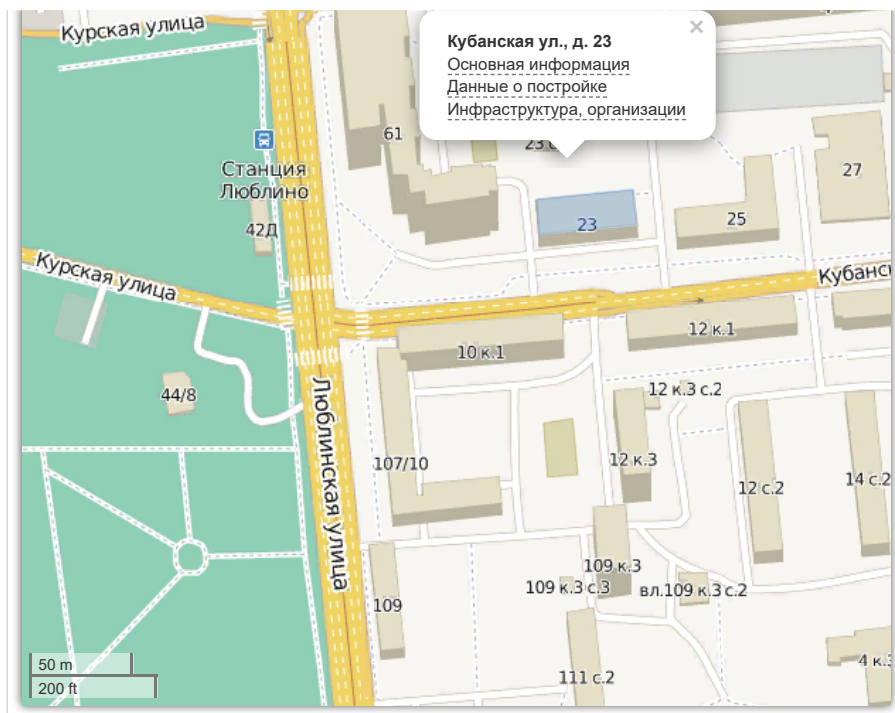 Курская улица
Кубанская ул., д. 23
Основная информация
Данные о постройке
Инфраструктура, организации
×
61
23 с
27
Станция
Люблино
42Д
23
25
Курская улица
Кубанс
12 к.1
10 к.1
44/8
12 к.3 с.2
Люблинская улица
107/10
12 к.3
12 с.2
14 с.2
109 к.3
109 к.3 с.3
вл.109 к.3 с.2
109
50 m
200 ft
111 с.2
4 к.